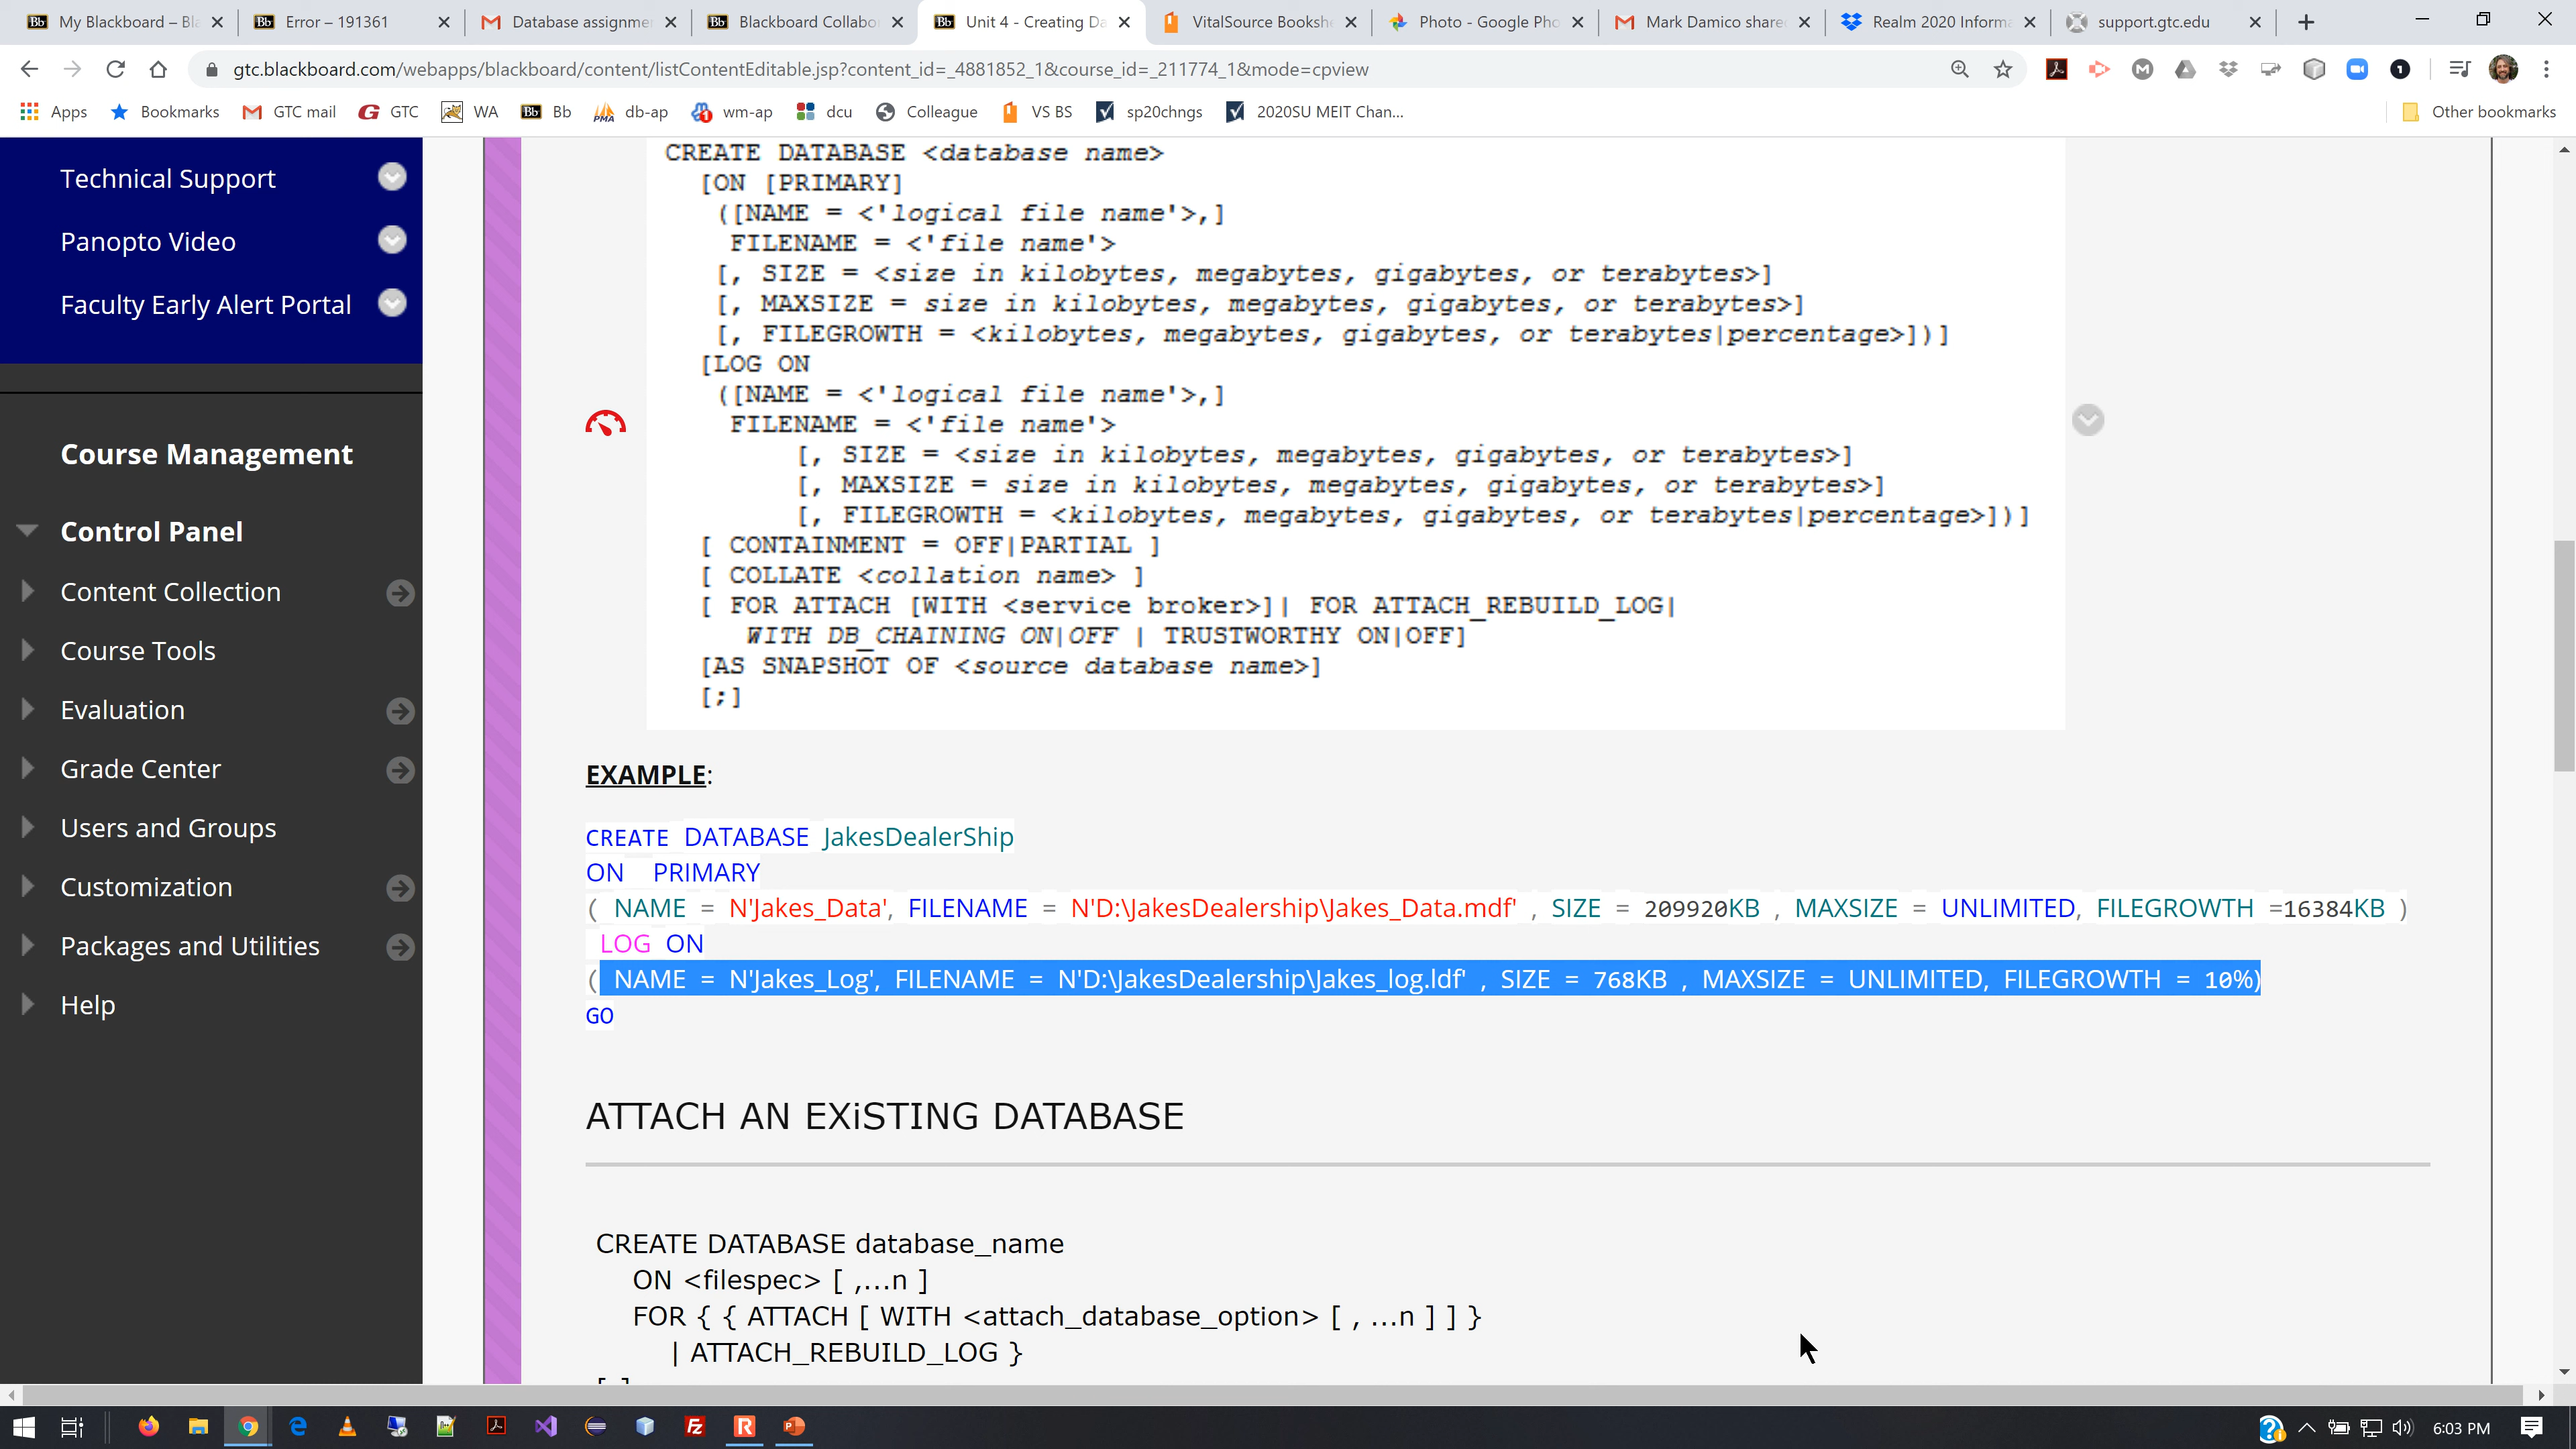 My Blackboard – Bl
Error – 191361
Database assignme
Blackboard Collabo
Unit 4 - Creating Da
VitalSource Bookshe
Photo - Google Pho
Mark Damico share
Realm 2020 Informa
support.gtc.edu
gtc.blackboard.com/webapps/blackboard/content/listContentEditable.jsp?content_id=_4881852_1&course_id=_211774_1&mode=cpview
Apps Bookmarks GTC mail GTC WA Bb db-ap wm-ap dcu Colleague VS BS sp20chngs 2020SU MEIT Chan... Other bookmarks
Technical Support
Panopto Video
Faculty Early Alert Portal
Course Management
Control Panel
Content Collection
Course Tools
Evaluation
Grade Center
Users and Groups
Customization
Packages and Utilities
Help
CREATE DATABASE <database name>
[ON [PRIMARY]
([NAME = <'logical file name'>,]
FILENAME = <'file name'>
[, SIZE = <size in kilobytes, megabytes, gigabytes, or terabytes>]
[, MAXSIZE = size in kilobytes, megabytes, gigabytes, or terabytes>]
[, FILEGROWTH = <kilobytes, megabytes, gigabytes, or terabytes|percentage>])]
[LOG ON
([NAME = <'logical file name'>,]
FILENAME = <'file name'>
[, SIZE = <size in kilobytes, megabytes, gigabytes, or terabytes>]
[, MAXSIZE = size in kilobytes, megabytes, gigabytes, or terabytes>]
[, FILEGROWTH = <kilobytes, megabytes, gigabytes, or terabytes|percentage>])]
[ CONTAINMENT = OFF|PARTIAL ]
[ COLLATE <collation name> ]
[ FOR ATTACH [WITH <service broker>]| FOR ATTACH_REBUILD_LOG|
WITH DB_CHAINING ON|OFF | TRUSTWORTHY ON|OFF]
[AS SNAPSHOT OF <source database name>]
[;]
EXAMPLE:
CREATE DATABASE JakesDealerShip
ON PRIMARY
( NAME = N'Jakes_Data', FILENAME = N'D:\JakesDealership\Jakes_Data.mdf' , SIZE = 209920KB , MAXSIZE = UNLIMITED, FILEGROWTH =16384KB )
LOG ON
( NAME = N'Jakes_Log', FILENAME = N'D:\JakesDealership\Jakes_log.ldf' , SIZE = 768KB , MAXSIZE = UNLIMITED, FILEGROWTH = 10%)
GO
ATTACH AN EXiSTING DATABASE
CREATE DATABASE database_name
ON <filespec> [ ,...n ]
FOR { { ATTACH [ WITH <attach_database_option> [ , ...n ] ] }
| ATTACH_REBUILD_LOG }
6:03 PM